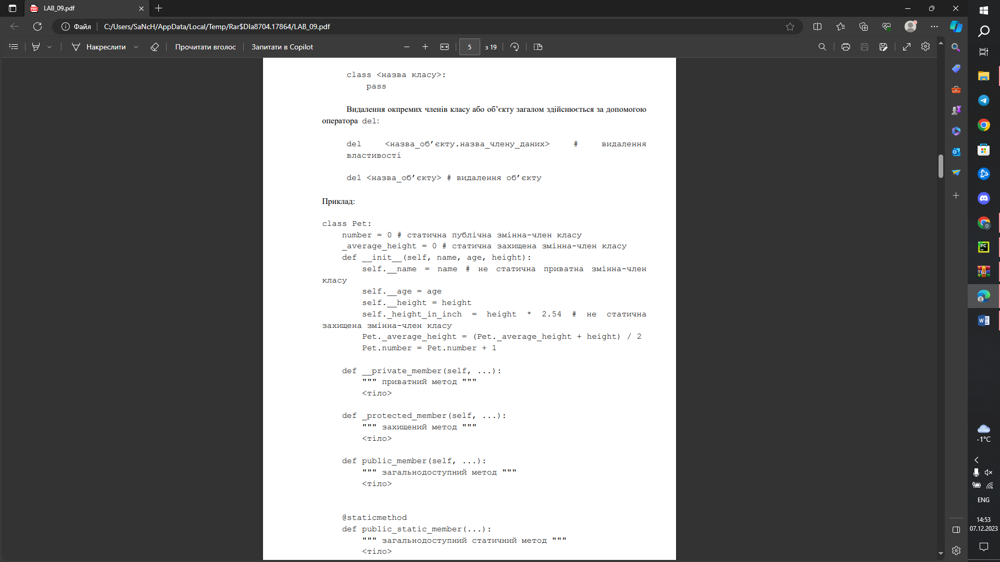 LAB_09.pdf
Файл
C:/Users/SaNcH/AppData/Local/Temp/Rar$DIa8704.17864/LAB_09.pdf
Накреслити
Прочитати вголос
Запитати в Copilot
5
з 19
class <назва класу>:
pass
Видалення окпремих членів класу або об’єкту загалом здійснюється за допомогою
оператора del:
del <назва_об’єкту.назва_члену_даних> # видалення
властивості
del <назва_об’єкту> # видалення об’єкту
Приклад:
class Pet:
number = 0 # статична публічна змінна-член класу
_average_height = 0 # статична захищена змінна-член класу
def __init__(self, name, age, height):
self.__name = name # не статична приватна змінна-член
класу
self.__age = age
self.__height = height
self._height_in_inch = height * 2.54 # не статична
захищена змінна-член класу
Pet._average_height = (Pet._average_height + height) / 2
Pet.number = Pet.number + 1
def __private_member(self, ...):
""" приватний метод """
<тіло>
def _protected_member(self, ...):
""" захищений метод """
<тіло>
def public_member(self, ...):
""" загальнодоступний метод """
<тіло>
@staticmethod
def public_static_member(...):
""" загальнодоступний статичний метод """
<тіло>
-1°C
ENG
14:53
07.12.2023